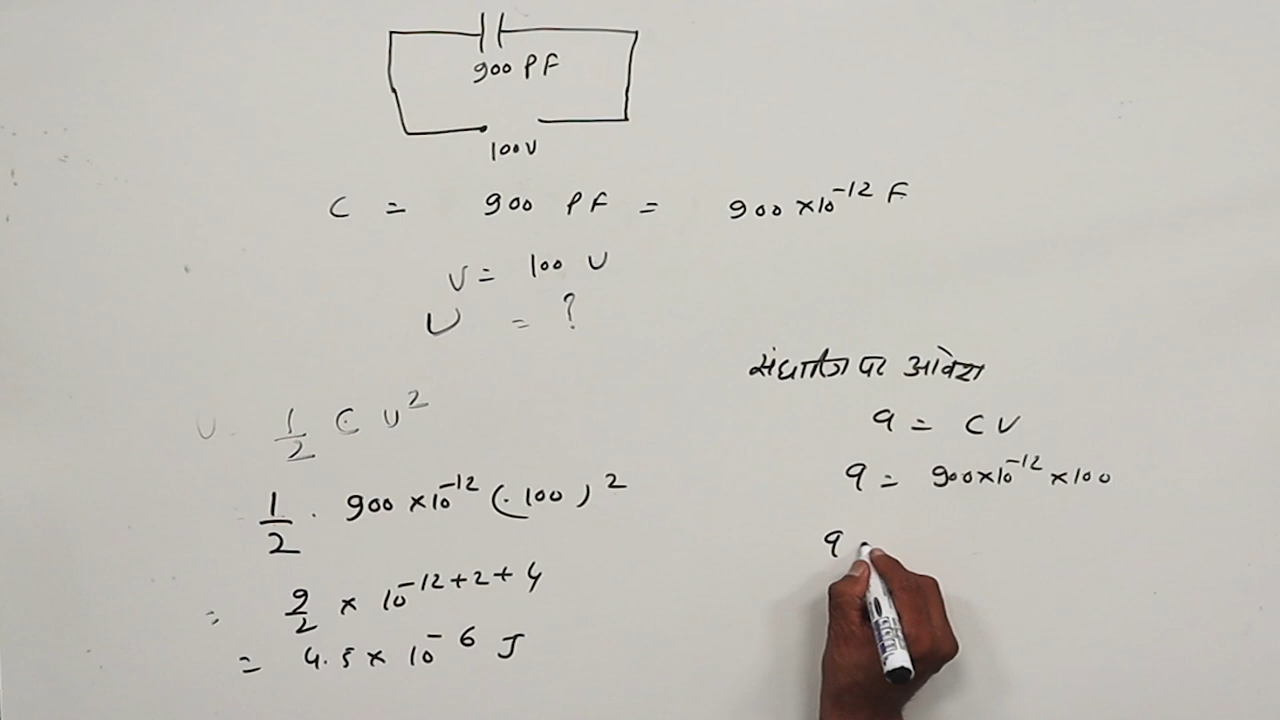 900 PF
100V
C = 900 PF = 900 ×10⁻¹² F
V = 100 V
U = ?
U 1/2 C V²
1/2 . 900 ×10⁻¹² (100)²
= 9/2 × 10⁻¹²⁺²⁺⁴
= 4.5 × 10⁻⁶ J
संधारित्र पर आवेश
q = CV
q = 900×10⁻¹² ×100
q